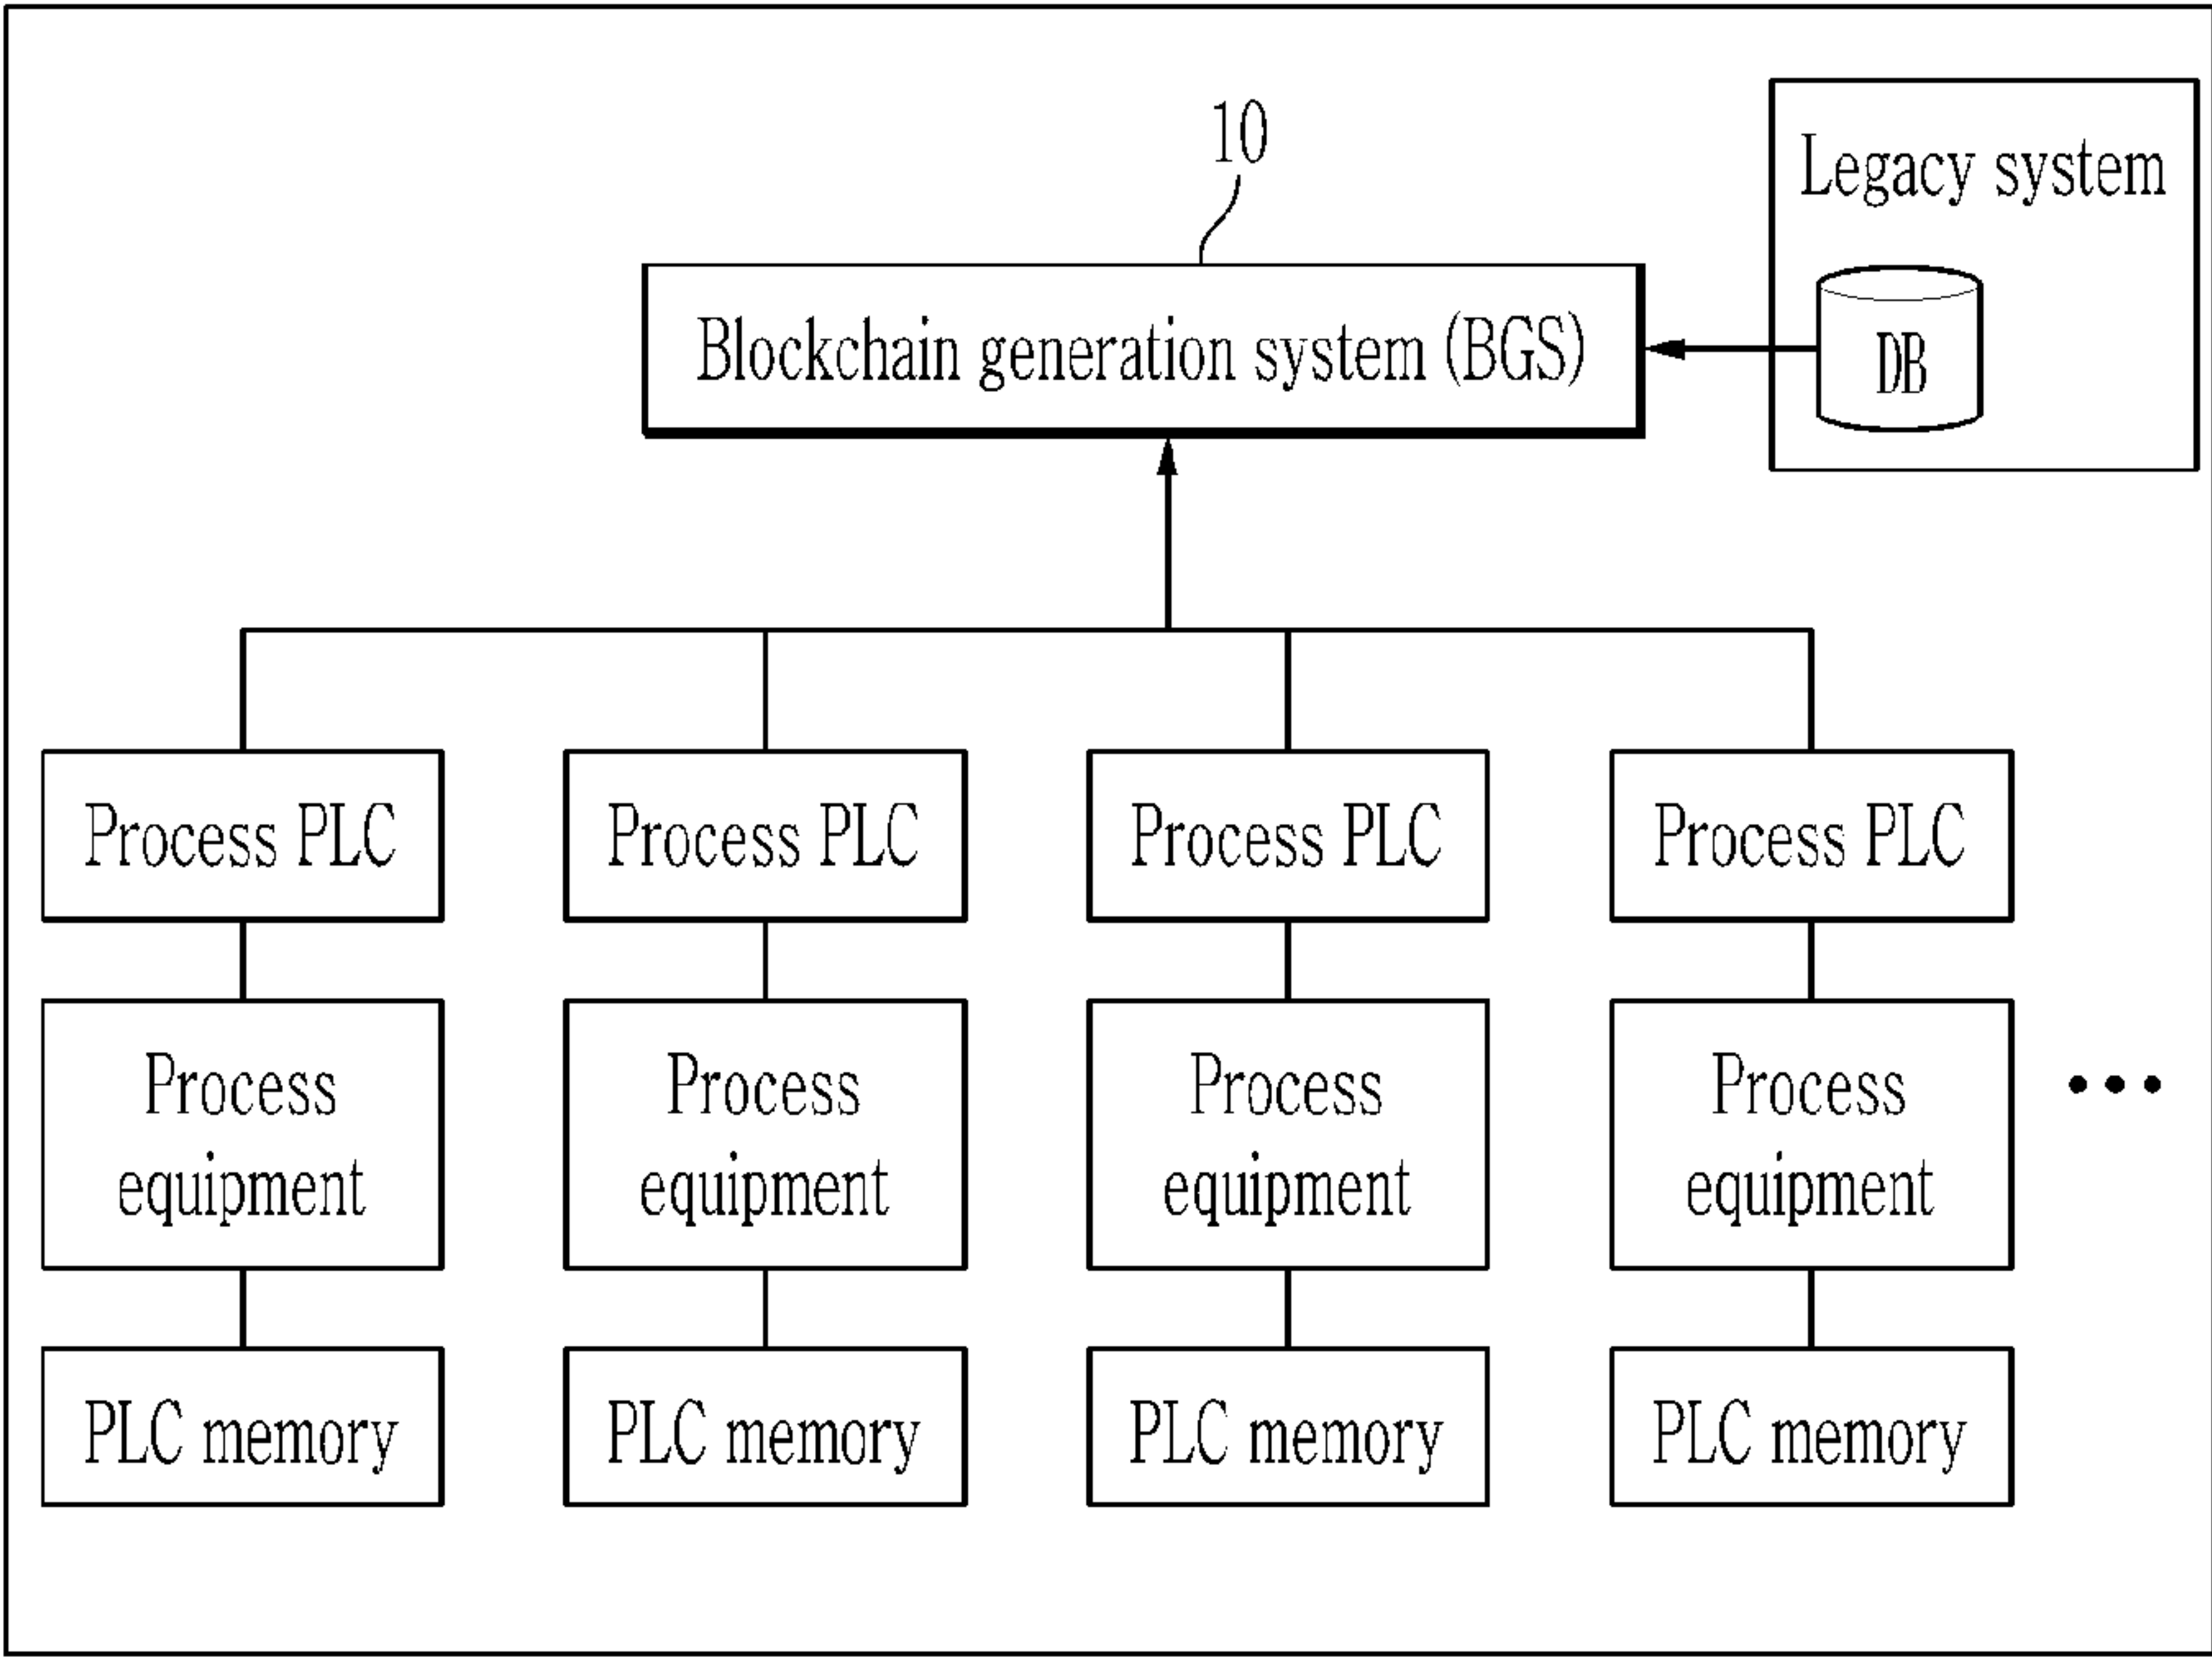 10
Legacy system
Blockchain generation system (BGS)
DB
Process PLC
Process PLC
Process PLC
Process PLC
Process
equipment
Process
equipment
Process
equipment
Process
equipment
•••
PLC memory
PLC memory
PLC memory
PLC memory